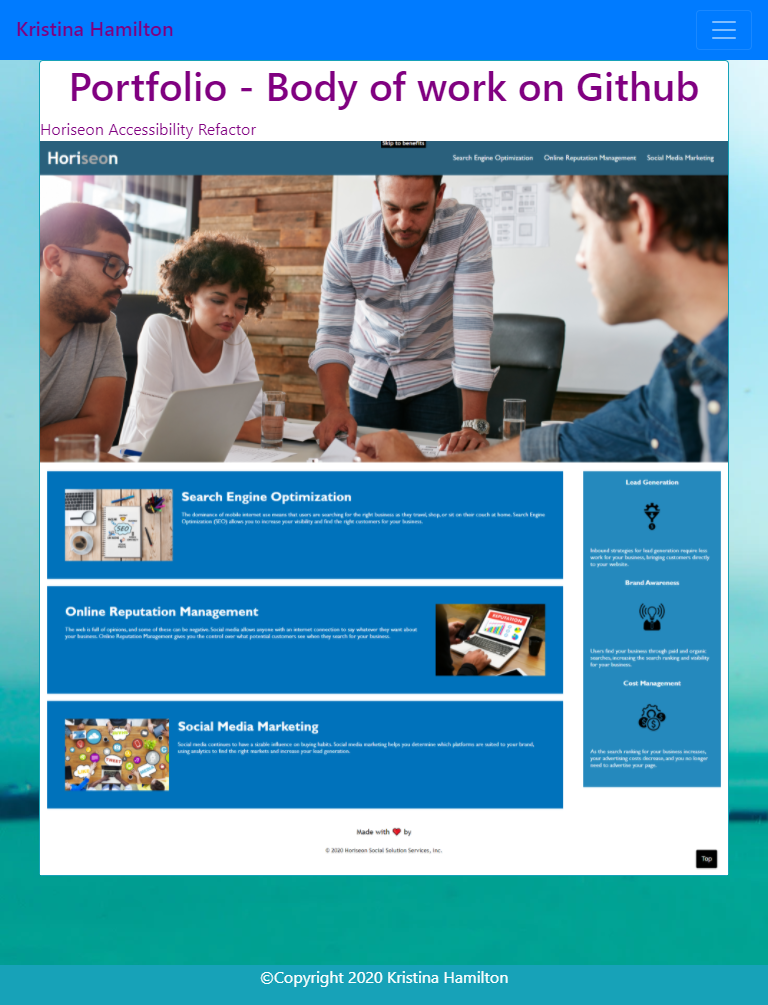 Kristina Hamilton
Portfolio - Body of work on Github
Horiseon Accessibility Refactor
Skip to benefits
Horiseon
Search Engine Optimization
Online Reputation Management
Social Media Marketing
Search Engine Optimization
The dominance of mobile internet use means that users are searching for the right business as they travel, shop, or sit on their couch at home. Search Engine
Optimization (SEO) allows you to increase your visibility and find the right customers for your business.
SEO
Online Reputation Management
The web is full of opinions, and some of these can be negative. Social media allows anyone with an internet connection to say whatever they want about
your business. Online Reputation Management gives you the control over what potential customers see when they search for your business.
REPUTATION
Social Media Marketing
Social media continues to have a sizable influence on buying habits. Social media marketing helps you determine which platforms are suited to your brand,
using analytics to find the right markets and increase your lead generation.
TWEET
Lead Generation
Inbound strategies for lead generation require less
work for your business, bringing customers directly
to your website.
Brand Awareness
Users find your business through paid and organic
searches, increasing the search ranking and visibility
for your business.
Cost Management
As the search ranking for your business increases,
your advertising costs decrease, and you no longer
need to advertise your page.
Made with ❤ by
© 2020 Horiseon Social Solution Services, Inc.
Top
©Copyright 2020 Kristina Hamilton